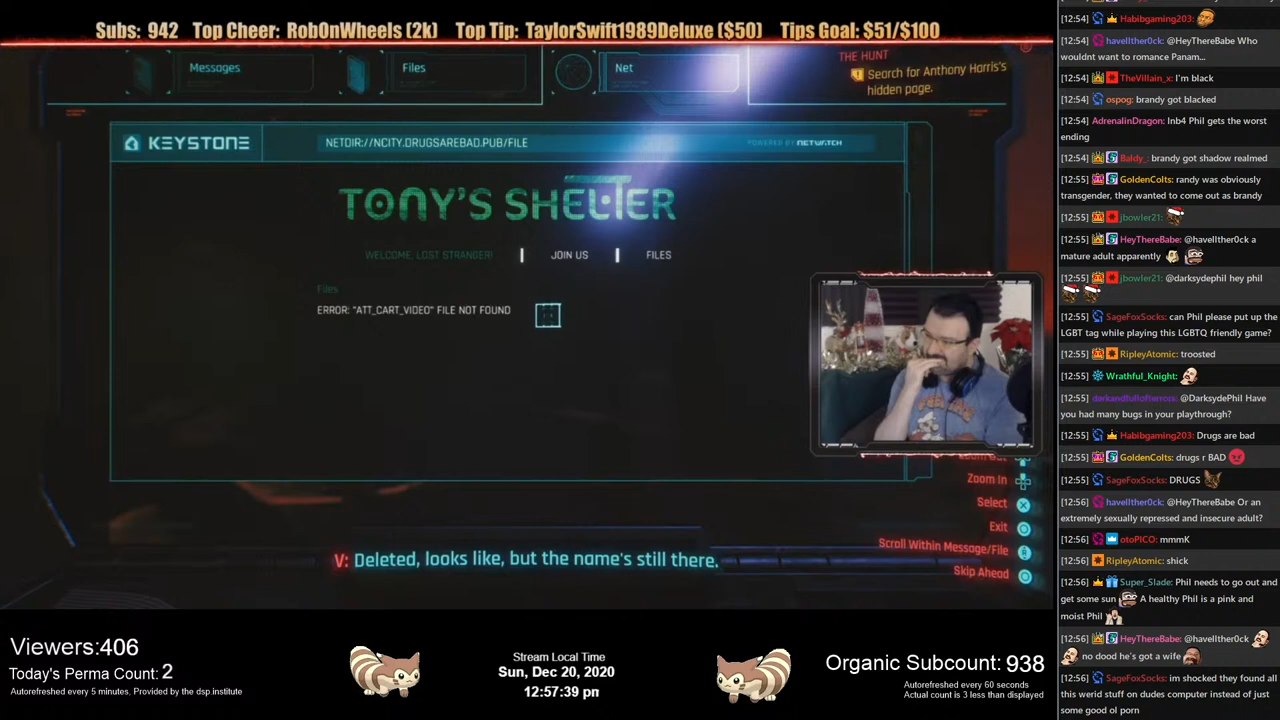 Subs: 942 Top Cheer: RobOnWheels (2k) Top Tip: TaylorSwift1989Deluxe ($50) Tips Goal: $51/$100
Messages
Files
Net
THE HUNT
Search for Anthony Harris's
hidden page.
KEYSTONE
NETDIR://NCITY.DRUGSAREBAD.PUB/FILE
POWERED BY NETWATCH
TONY'S SHELTER
WELCOME, LOST STRANGER!
JOIN US
FILES
Files
ERROR: "ATT_CART_VIDEO" FILE NOT FOUND
Zoom Out
Zoom In
Select
Exit
Scroll Within Message/File
Skip Ahead
V: Deleted, looks like, but the name's still there.
Viewers:406
Today's Perma Count: 2
Autorefreshed every 5 minutes, Provided by the dsp.institute
Stream Local Time
Sun, Dec 20, 2020
12:57:39 pm
Organic Subcount: 938
Autorefreshed every 60 seconds
Actual count is 3 less than displayed
[12:54] Habibgaming203:
[12:54] havellther0ck: @HeyThereBabe Who
wouldnt want to romance Panam...
[12:54] TheVillain_x: I'm black
[12:54] ospog: brandy got blacked
[12:54] AdrenalinDragon: Inb4 Phil gets the worst
ending
[12:54] Baldy_: brandy got shadow realmed
[12:55] GoldenColts: randy was obviously
transgender, they wanted to come out as brandy
[12:55] jbowler21:
[12:55] HeyThereBabe: @havellther0ck a
mature adult apparently
[12:55] jbowler21: @darksydephil hey phil
[12:55] SageFoxSocks: can Phil please put up the
LGBT tag while playing this LGBTQ friendly game?
[12:55] RipleyAtomic: troosted
[12:55] Wrathful_Knight:
[12:55] darkandfullofterrors: @DarksydePhil Have
you had many bugs in your playthrough?
[12:55] Habibgaming203: Drugs are bad
[12:55] GoldenColts: drugs r BAD
[12:55] SageFoxSocks: DRUGS
[12:56] havellther0ck: @HeyThereBabe Or an
extremely sexually repressed and insecure adult?
[12:56] otoPICO: mmmK
[12:56] RipleyAtomic: shick
[12:56] Super_Slade: Phil needs to go out and
get some sun A healthy Phil is a pink and
moist Phil
[12:56] HeyThereBabe: @havellther0ck
no dood he's got a wife
[12:56] SageFoxSocks: im shocked they found all
this werid stuff on dudes computer instead of just
some good ol porn